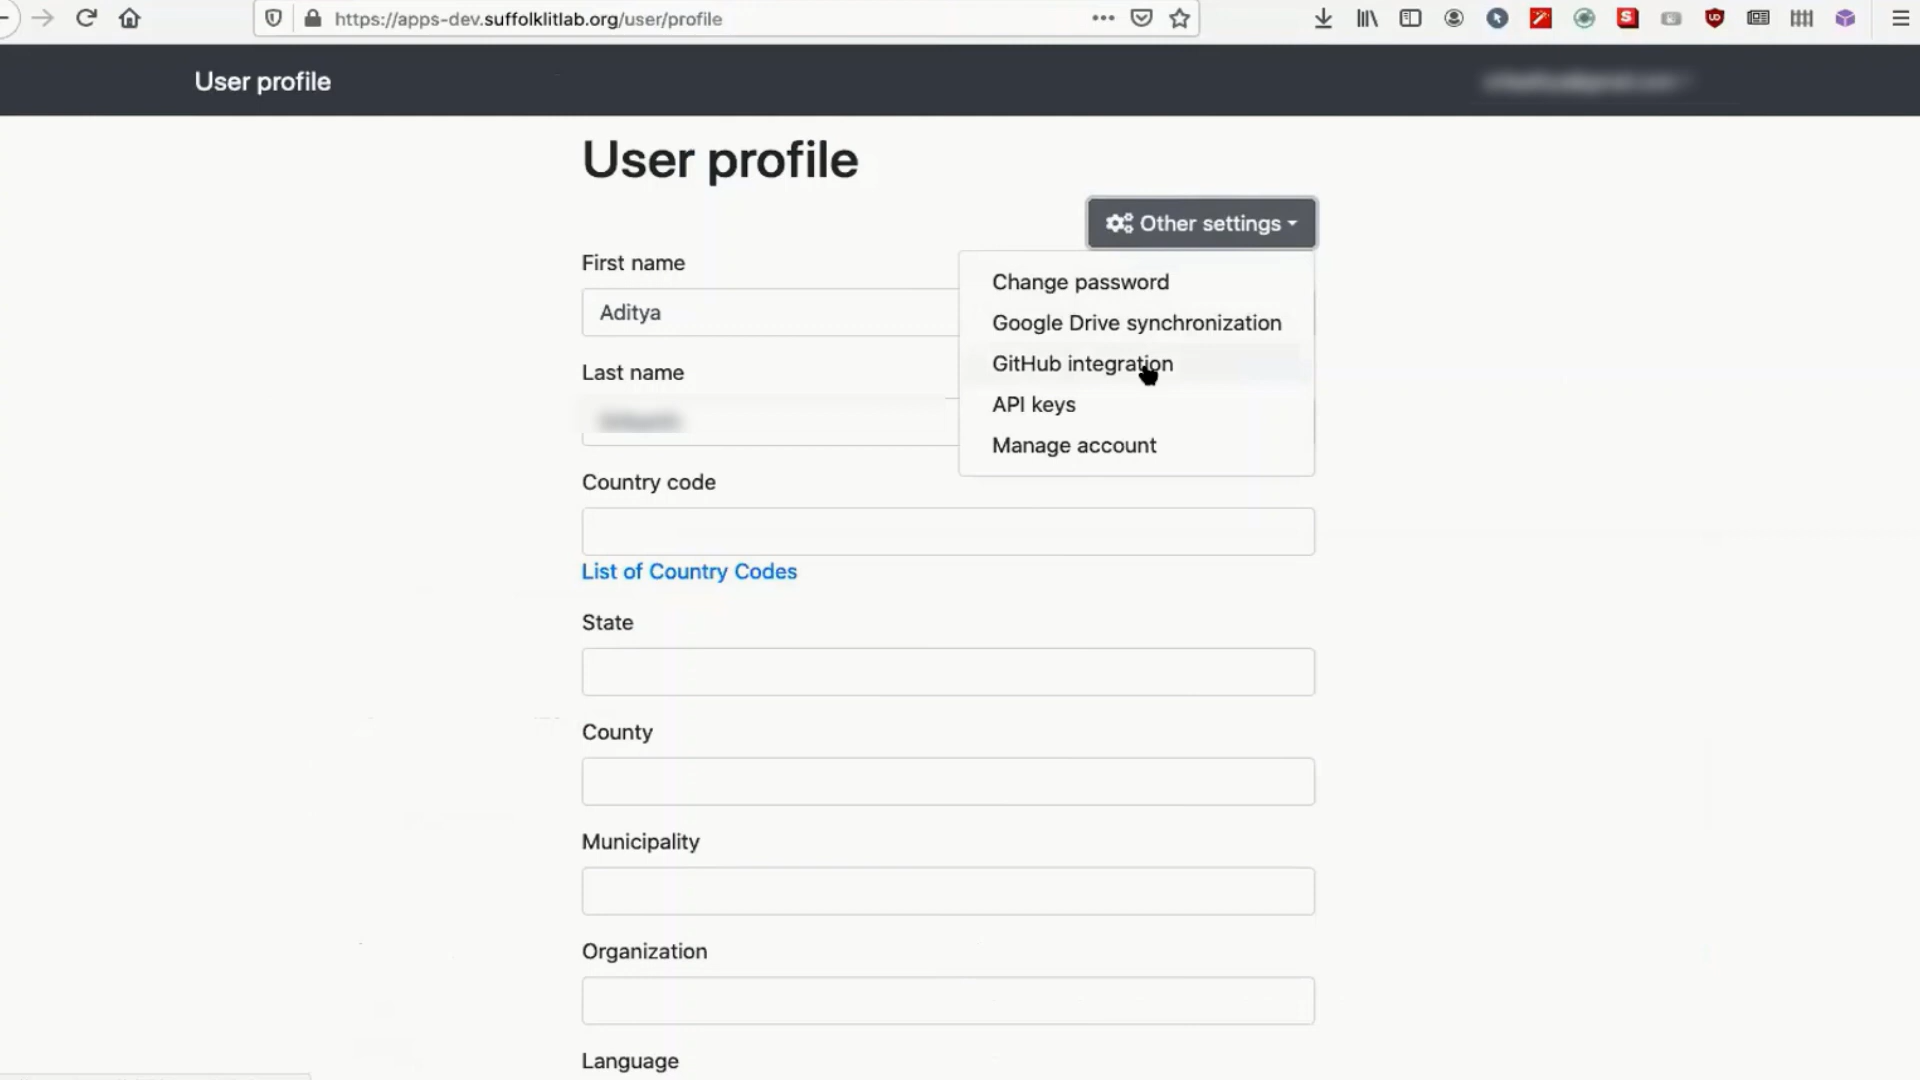 https://apps-dev.suffolklitlab.org/user/profile
User profile
User profile
Other settings
First name
Change password
Aditya
Google Drive synchronization
GitHub integration
Last name
API keys
Manage account
Country code
List of Country Codes
State
County
Municipality
Organization
Language